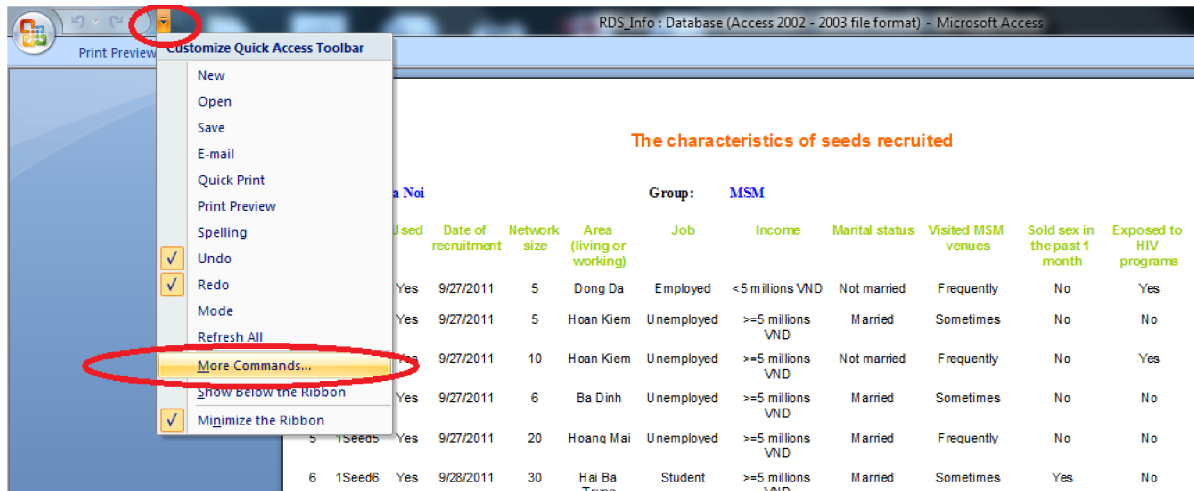 RDS_Info : Database (Access 2002 - 2003 file format) - Microsoft Access
Print Preview
Customize Quick Access Toolbar
New
Open
Save
E-mail
Quick Print
Print Preview
Spelling
Undo
Redo
Mode
Refresh All
More Commands...
Show Below the Ribbon
Minimize the Ribbon
The characteristics of seeds recruited
a Noi Group: MSM
Used Date of recruitment Network size Area (living or working) Job Income Marital status Visited MSM venues Sold sex in the past 1 month Exposed to HIV programs
Yes 9/27/2011 5 Dong Da Employed <5 millions VND Not married Frequently No Yes
Yes 9/27/2011 5 Hoan Kiem Unemployed >=5 millions VND Married Sometimes No No
Yes 9/27/2011 10 Hoan Kiem Unemployed >=5 millions VND Not married Frequently No Yes
Yes 9/27/2011 6 Ba Dinh Unemployed >=5 millions VND Married Sometimes No No
5 1Seed5 Yes 9/27/2011 20 Hoang Mai Unemployed >=5 millions VND Married Frequently No No
6 1Seed6 Yes 9/28/2011 30 Hai Ba Student >=5 millions VND Married Sometimes Yes No